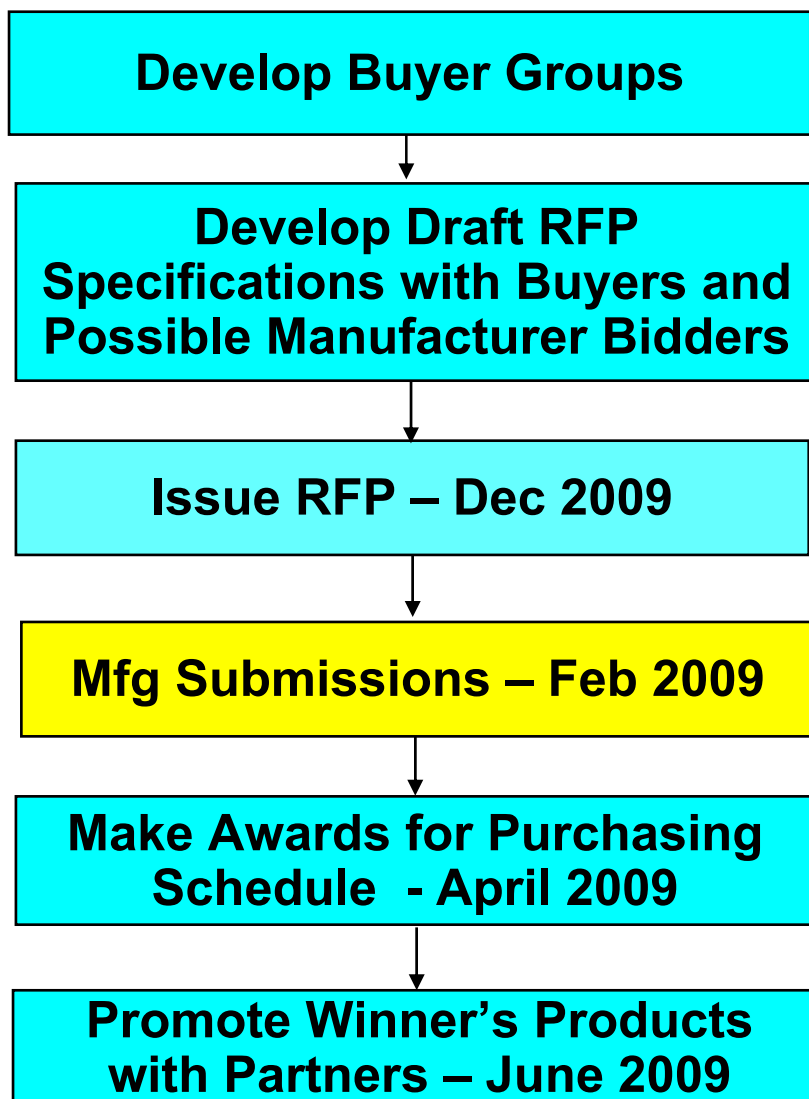 Develop Buyer Groups
Develop Draft RFP
Specifications with Buyers and
Possible Manufacturer Bidders
Issue RFP – Dec 2009
Mfg Submissions – Feb 2009
Make Awards for Purchasing
Schedule  - April 2009
Promote Winner’s Products
with Partners – June 2009